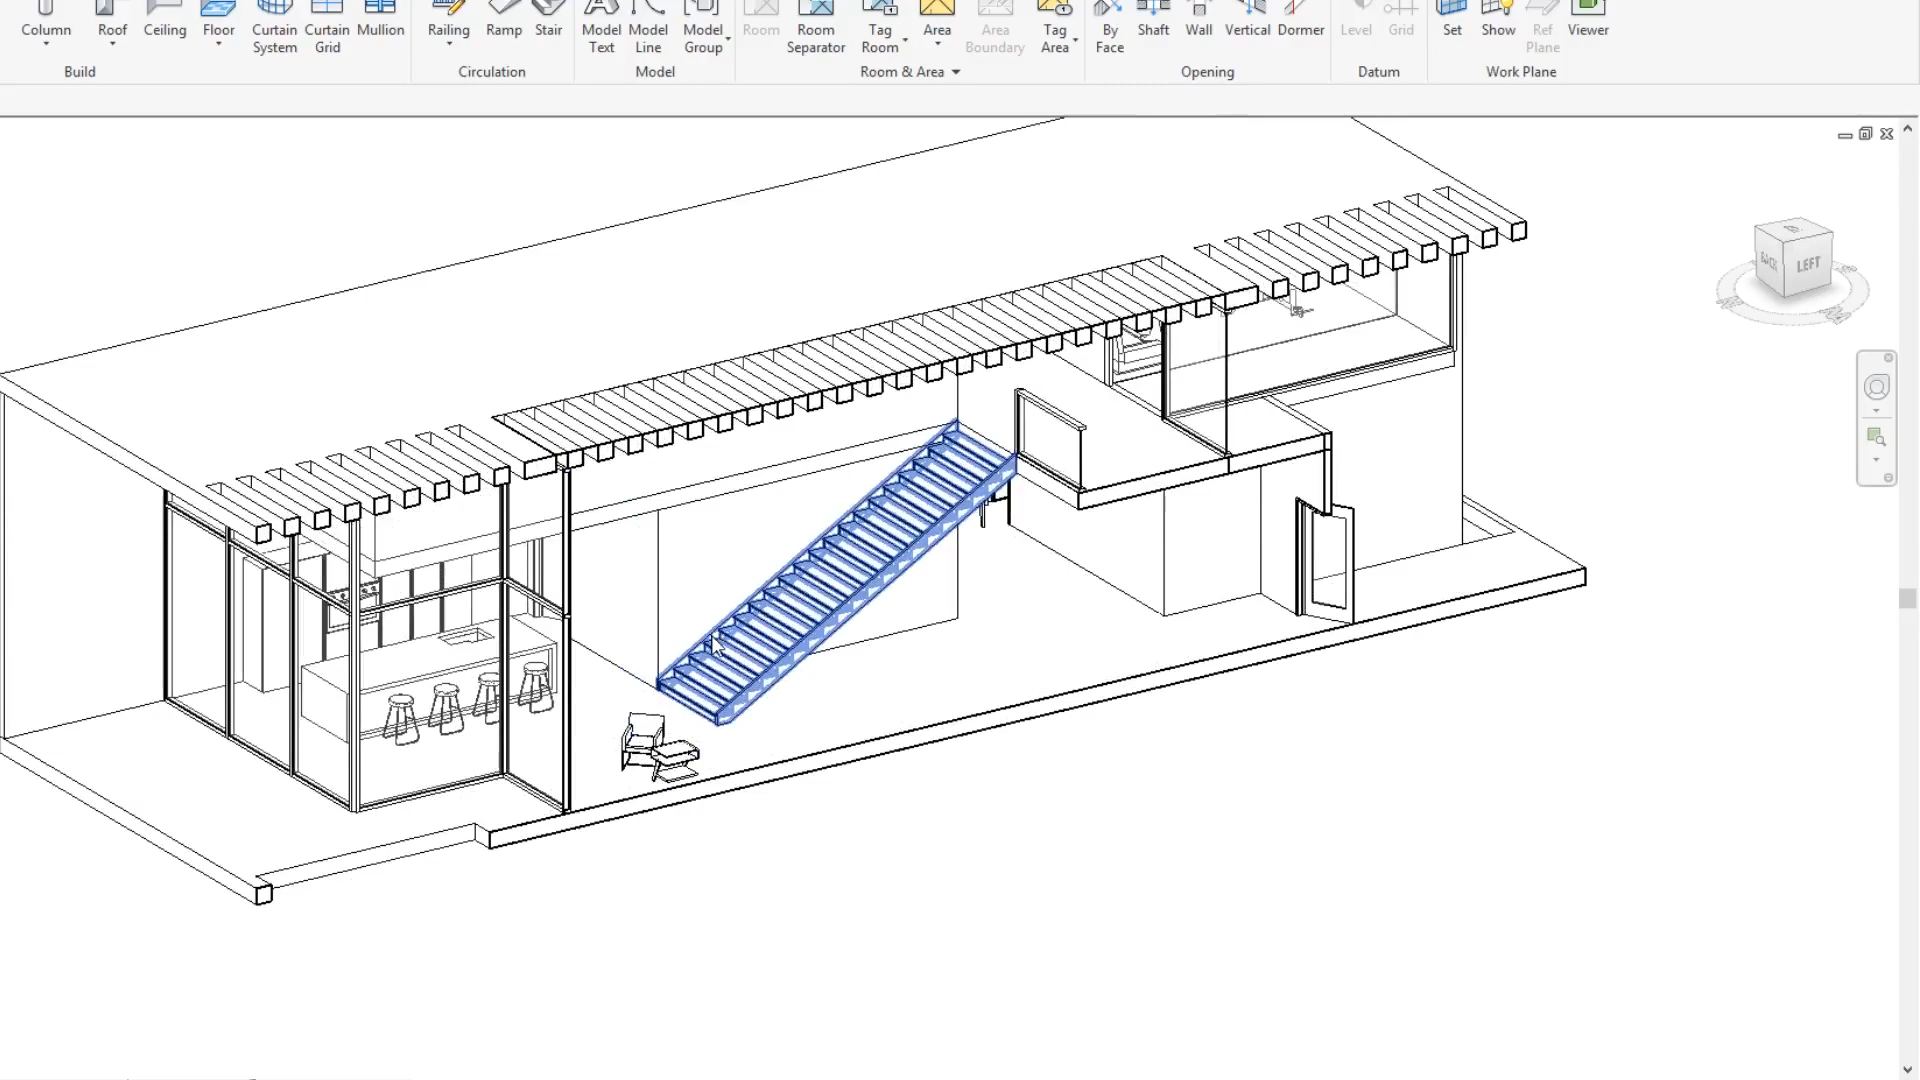 Column Roof Ceiling Floor Curtain System Curtain Grid Mullion Railing Ramp Stair Model Text Model Line Model Group Room Room Separator Tag Room Area Area Boundary Tag Area By Face Shaft Wall Vertical Dormer Level Grid Set Show Ref Plane Viewer
Build Circulation Model Room & Area Opening Datum Work Plane
BACK LEFT